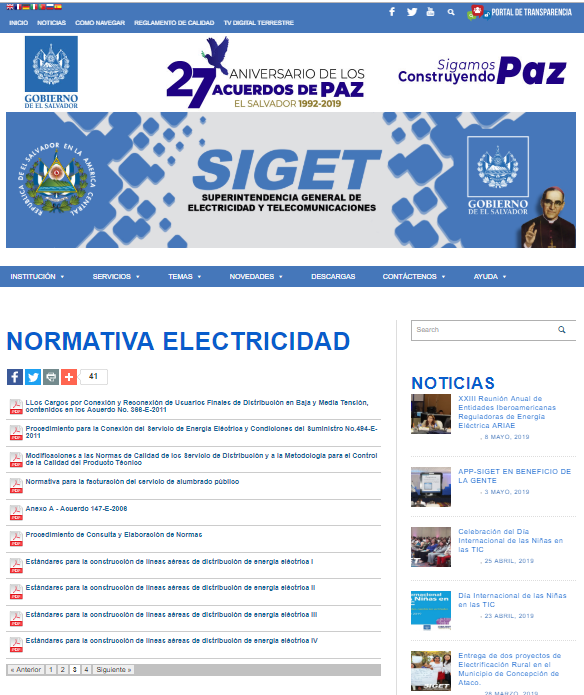 INICIO NOTICIAS COMO NAVEGAR REGLAMENTO DE CALIDAD TV DIGITAL TERRESTRE
PORTAL DE TRANSPARENCIA
GOBIERNO
DE EL SALVADOR
27 ANIVERSARIO DE LOS
ACUERDOS DE PAZ
EL SALVADOR 1992-2019
Sigamos
Construyendo Paz
REPUBLICA DE EL SALVADOR EN LA AMERICA CENTRAL
SIGET
SUPERINTENDENCIA GENERAL DE
ELECTRICIDAD Y TELECOMUNICACIONES
GOBIERNO
DE EL SALVADOR
INSTITUCIÓN SERVICIOS TEMAS NOVEDADES DESCARGAS CONTÁCTENOS AYUDA
NORMATIVA ELECTRICIDAD
41
LLos Cargos por Conexión y Reconexión de Usuarios Finales de Distribución en Baja y Media Tensión,
contenidos en los Acuerdo No. 366-E-2011
Procedimiento para la Conexión del Servicio de Energía Eléctrica y Condiciones del Suministro No.494-E-
2011
Modificaciones a las Normas de Calidad de los Servicio de Distribución y a la Metodología para el Control
de la Calidad del Producto Técnico
Normativa para la facturación del servicio de alumbrado público
Anexo A - Acuerdo 147-E-2006
Procedimiento de Consulta y Elaboración de Normas
Estándares para la construcción de líneas aéreas de distribución de energía eléctrica I
Estándares para la construcción de líneas aéreas de distribución de energía eléctrica II
Estándares para la construcción de líneas aéreas de distribución de energía eléctrica III
Estándares para la construcción de líneas aéreas de distribución de energía eléctrica IV
« Anterior 1 2 3 4 Siguiente »
Search
NOTICIAS
XXIII Reunión Anual de
Entidades Iberoamericanas
Reguladoras de Energía
Eléctrica ARIAE
, 8 MAYO, 2019
APP-SIGET EN BENEFICIO DE
LA GENTE
- 3 MAYO, 2019
Celebración del Día
Internacional de las Niñas en
las TIC
, 25 ABRIL, 2019
Día Internacional de las Niñas
en las TIC
- 23 ABRIL, 2019
Entrega de dos proyectos de
Electrificación Rural en el
Municipio de Concepción de
Ataco.
28 MARZO, 2019